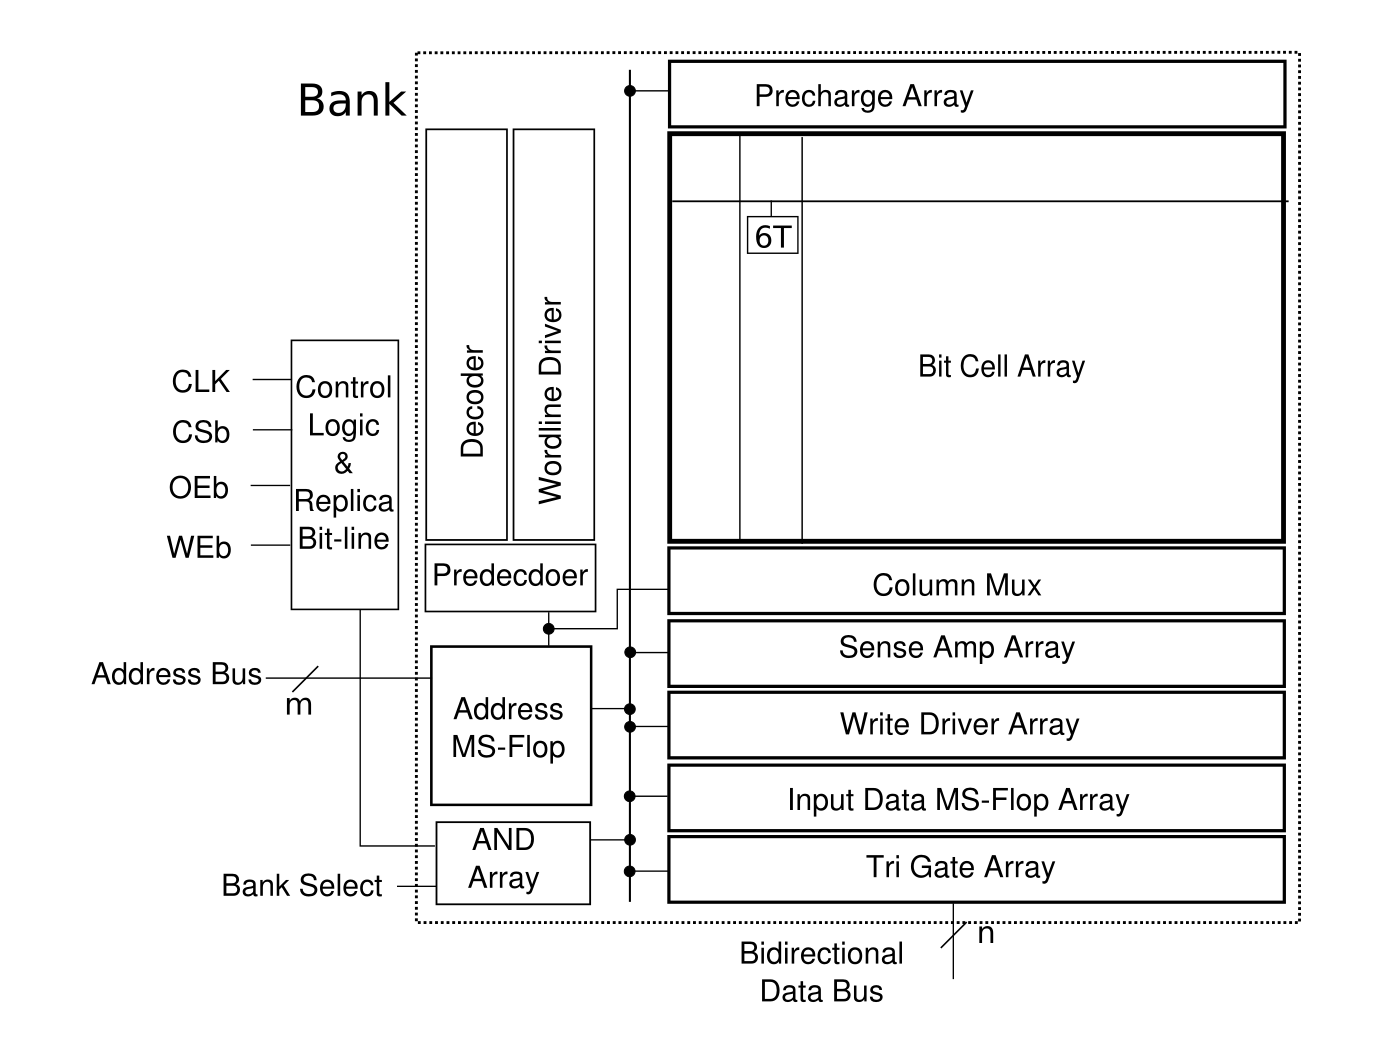 Bank
Precharge Array
6T
Bit Cell Array
Decoder
Wordline Driver
CLK
CSb
OEb
WEb
Control
Logic
&
Replica
Bit-line
Predecdoer
Column Mux
Sense Amp Array
Address Bus
m
Address
MS-Flop
Write Driver Array
Input Data MS-Flop Array
AND
Array
Tri Gate Array
Bank Select
n
Bidirectional
Data Bus